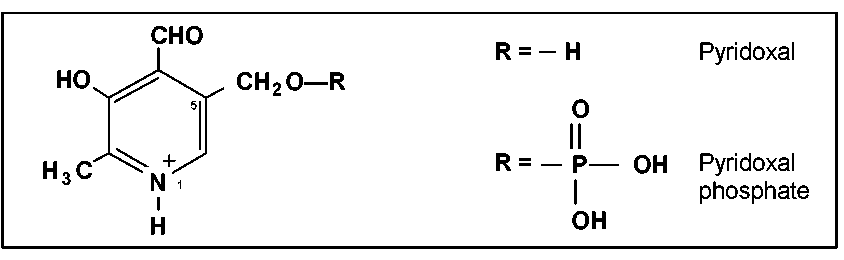 CHO
HO
CH₂O—R
5
H₃C
+
N
1
H
R = – H Pyridoxal
O
R = – P – OH Pyridoxal
phosphate
OH